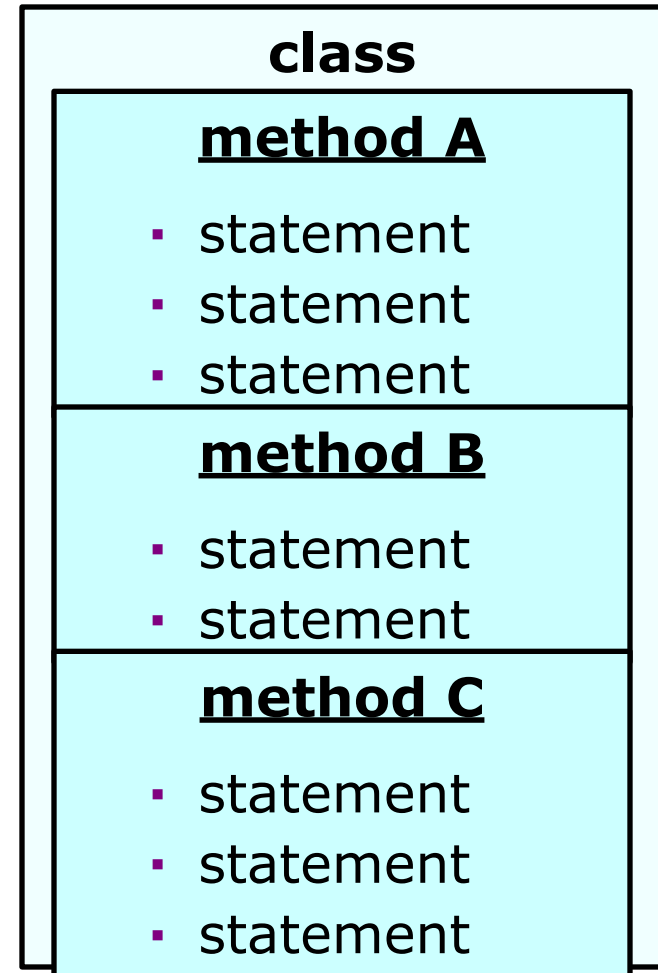 class
method A
▪ statement
▪ statement
▪ statement
method B
▪ statement
▪ statement
method C
▪ statement
▪ statement
▪ statement